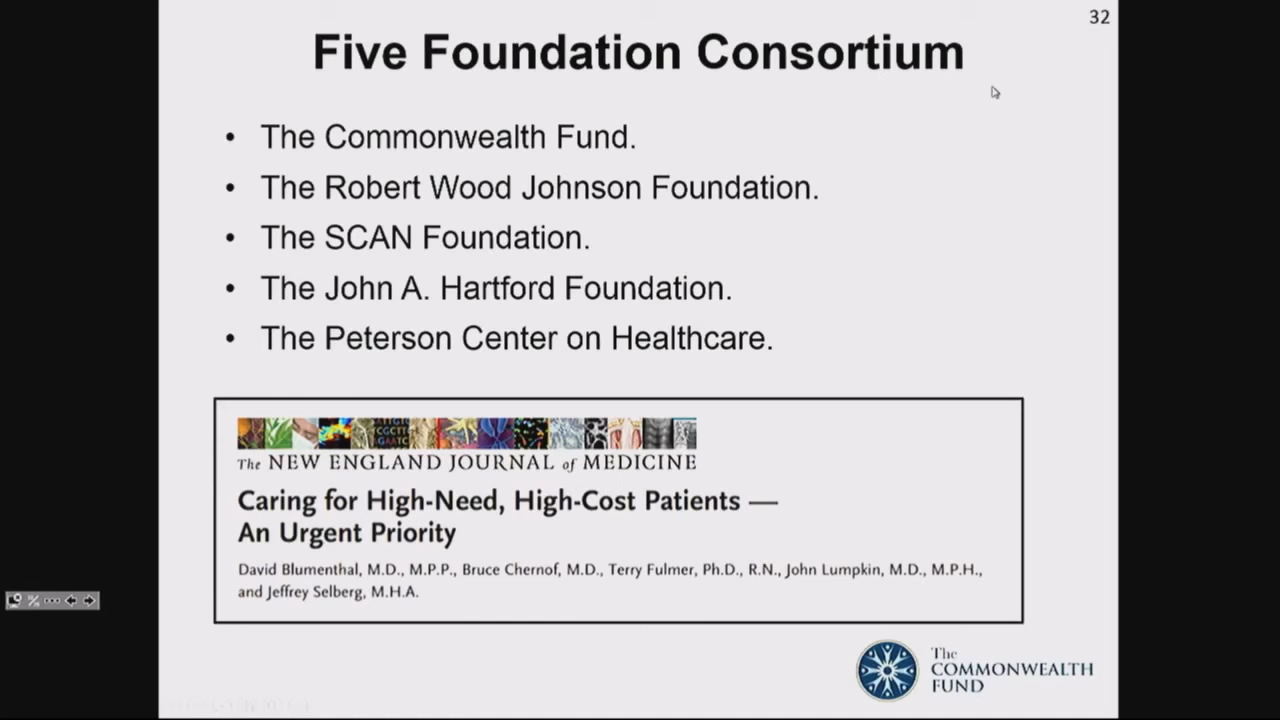 32
Five Foundation Consortium
• The Commonwealth Fund.
• The Robert Wood Johnson Foundation.
• The SCAN Foundation.
• The John A. Hartford Foundation.
• The Peterson Center on Healthcare.
The NEW ENGLAND JOURNAL of MEDICINE
Caring for High-Need, High-Cost Patients —
An Urgent Priority
David Blumenthal, M.D., M.P.P., Bruce Chernof, M.D., Terry Fulmer, Ph.D., R.N., John Lumpkin, M.D., M.P.H.,
and Jeffrey Selberg, M.H.A.
The
COMMONWEALTH
FUND